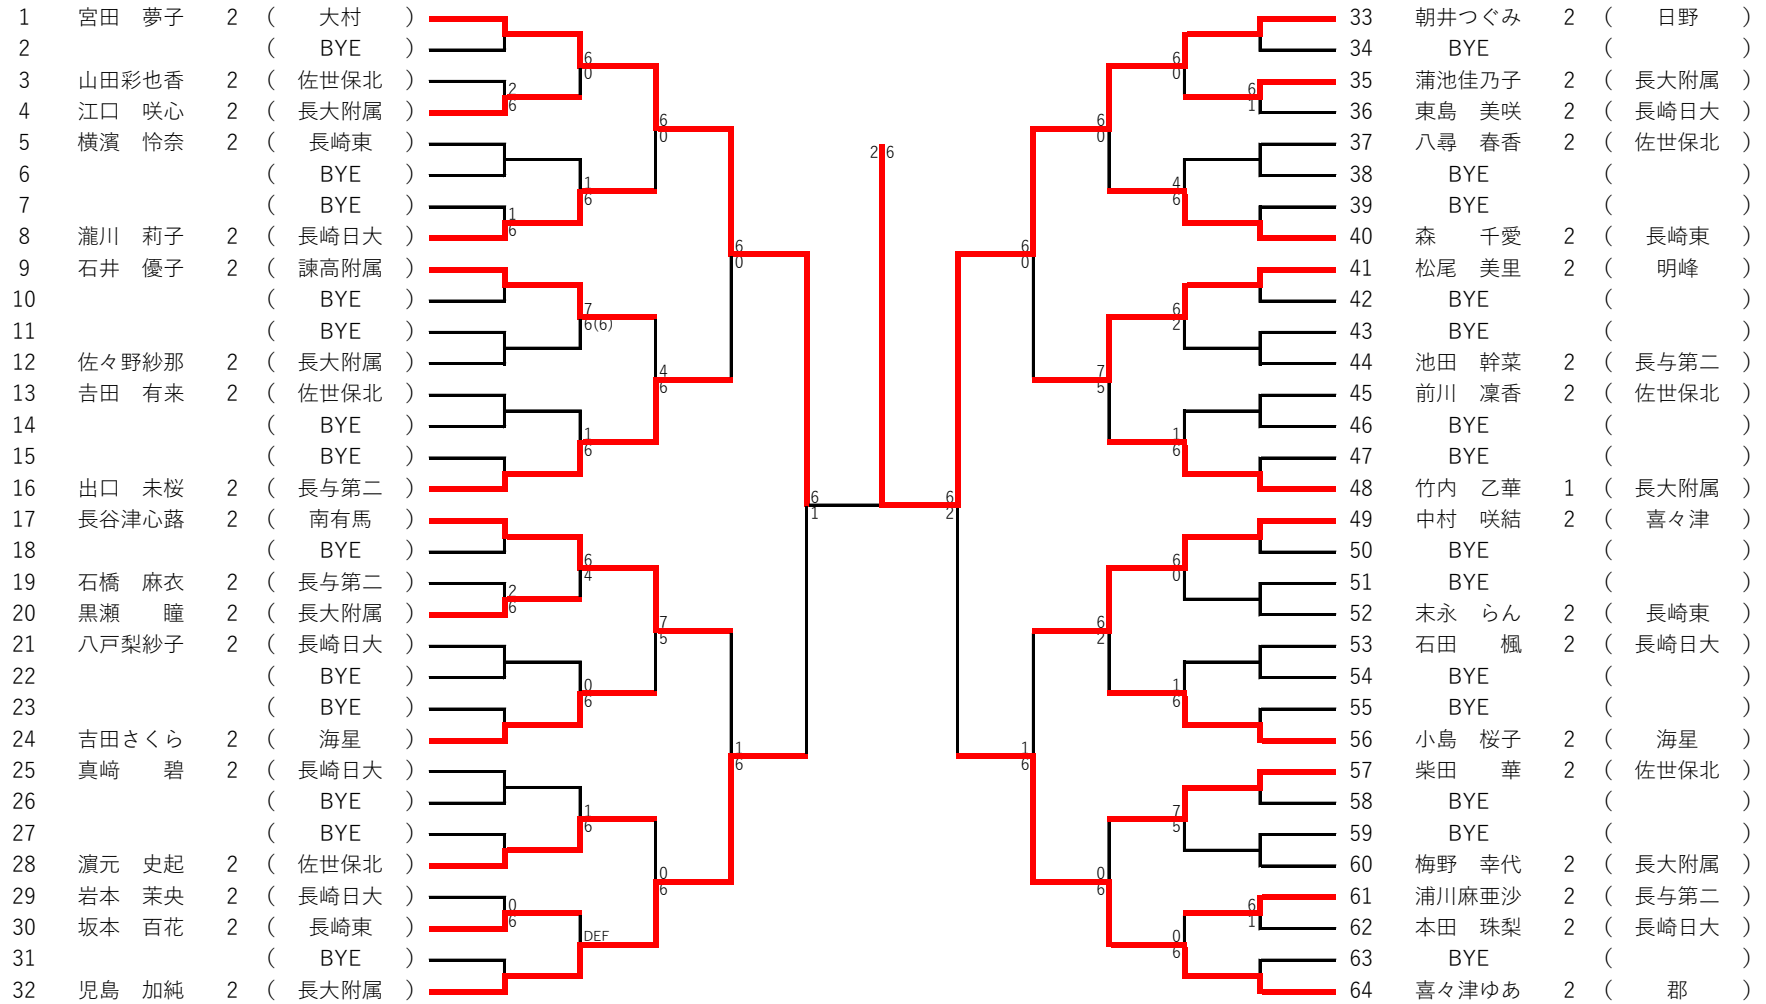 1 宮田 夢子 2 ( 大村 )
2 ( BYE )
3 山田彩也香 2 ( 佐世保北 )
4 江口 咲心 2 ( 長大附属 )
5 横濱 怜奈 2 ( 長崎東 )
6 ( BYE )
7 ( BYE )
8 瀧川 莉子 2 ( 長崎日大 )
9 石井 優子 2 ( 諫高附属 )
10 ( BYE )
11 ( BYE )
12 佐々野紗那 2 ( 長大附属 )
13 吉田 有来 2 ( 佐世保北 )
14 ( BYE )
15 ( BYE )
16 出口 未桜 2 ( 長与第二 )
17 長谷津心蕗 2 ( 南有馬 )
18 ( BYE )
19 石橋 麻衣 2 ( 長与第二 )
20 黒瀬 瞳 2 ( 長大附属 )
21 八戸梨紗子 2 ( 長崎日大 )
22 ( BYE )
23 ( BYE )
24 吉田さくら 2 ( 海星 )
25 真﨑 碧 2 ( 長崎日大 )
26 ( BYE )
27 ( BYE )
28 濵元 史起 2 ( 佐世保北 )
29 岩本 茉央 2 ( 長崎日大 )
30 坂本 百花 2 ( 長崎東 )
31 ( BYE )
32 児島 加純 2 ( 長大附属 )
2
6
1
6
2
6
0
6
6
0
1
6
7
6(6)
1
6
6
4
0
6
1
6
DEF
6
0
4
6
7
5
0
6
6
0
1
6
6
1
2 6
6
2
6
0
1
6
6
0
7
5
6
2
0
6
6
0
4
6
6
2
1
6
6
0
1
6
7
5
0
6
6
1
6
1
33 朝井つぐみ 2 ( 日野 )
34 BYE ( )
35 蒲池佳乃子 2 ( 長大附属 )
36 東島 美咲 2 ( 長崎日大 )
37 八尋 春香 2 ( 佐世保北 )
38 BYE ( )
39 BYE ( )
40 森 千愛 2 ( 長崎東 )
41 松尾 美里 2 ( 明峰 )
42 BYE ( )
43 BYE ( )
44 池田 幹菜 2 ( 長与第二 )
45 前川 凜香 2 ( 佐世保北 )
46 BYE ( )
47 BYE ( )
48 竹内 乙華 1 ( 長大附属 )
49 中村 咲結 2 ( 喜々津 )
50 BYE ( )
51 BYE ( )
52 末永 らん 2 ( 長崎東 )
53 石田 楓 2 ( 長崎日大 )
54 BYE ( )
55 BYE ( )
56 小島 桜子 2 ( 海星 )
57 柴田 華 2 ( 佐世保北 )
58 BYE ( )
59 BYE ( )
60 梅野 幸代 2 ( 長大附属 )
61 浦川麻亜沙 2 ( 長与第二 )
62 本田 珠梨 2 ( 長崎日大 )
63 BYE ( )
64 喜々津ゆあ 2 ( 郡 )